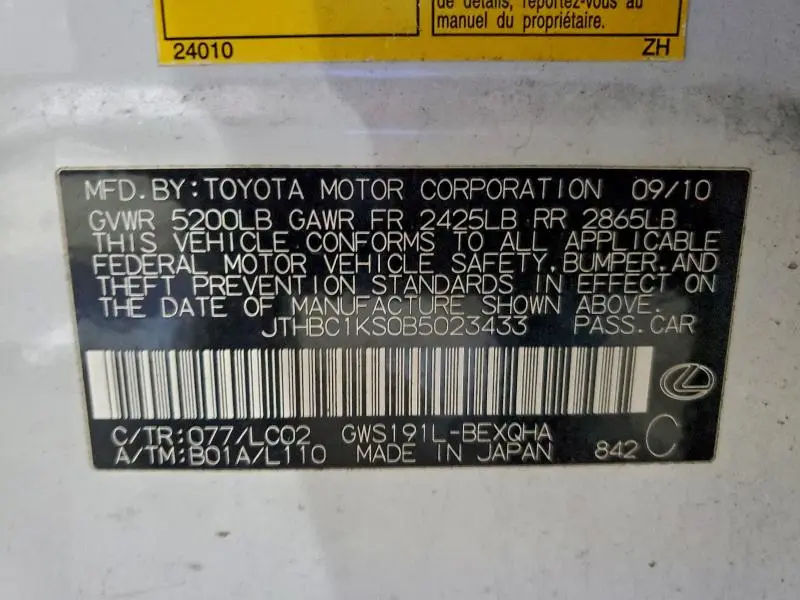 de détails, reportez-vous au
manuel du propriétaire.
24010 ZH
MFD.BY:TOYOTA MOTOR CORPORATION 09/10
GVWR 5200LB GAWR FR 2425LB RR 2865LB
THIS VEHICLE CONFORMS TO ALL APPLICABLE
FEDERAL MOTOR VEHICLE SAFETY,BUMPER,AND
THEFT PREVENTION STANDARDS IN EFFECT ON
THE DATE OF MANUFACTURE SHOWN ABOVE.
JTHBC1KS0B5023433 PASS.CAR
C/TR:077/LC02 GWS191L-BEXQHA
A/TM:B01A/L110 MADE IN JAPAN 842 C